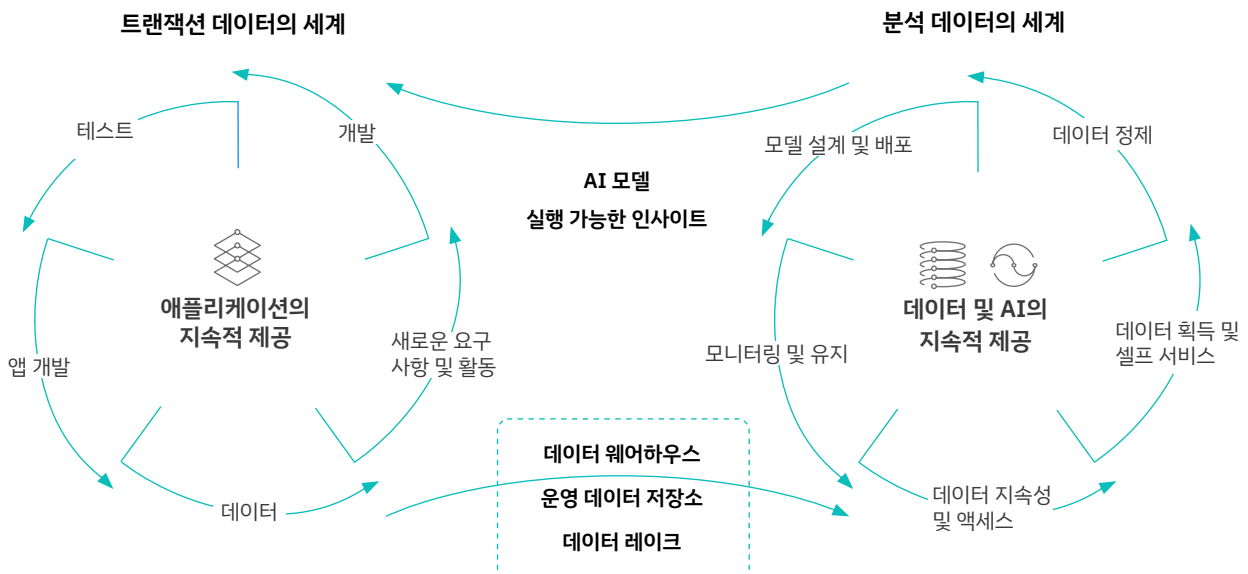 트랜잭션 데이터의 세계
분석 데이터의 세계
테스트
개발
모델 설계 및 배포
데이터 정제
AI 모델
실행 가능한 인사이트
애플리케이션의
지속적 제공
데이터 및 AI의
지속적 제공
앱 개발
새로운 요구
사항 및 활동
모니터링 및 유지
데이터 획득 및
셀프 서비스
데이터 웨어하우스
운영 데이터 저장소
데이터 레이크
데이터
데이터 지속성
및 액세스